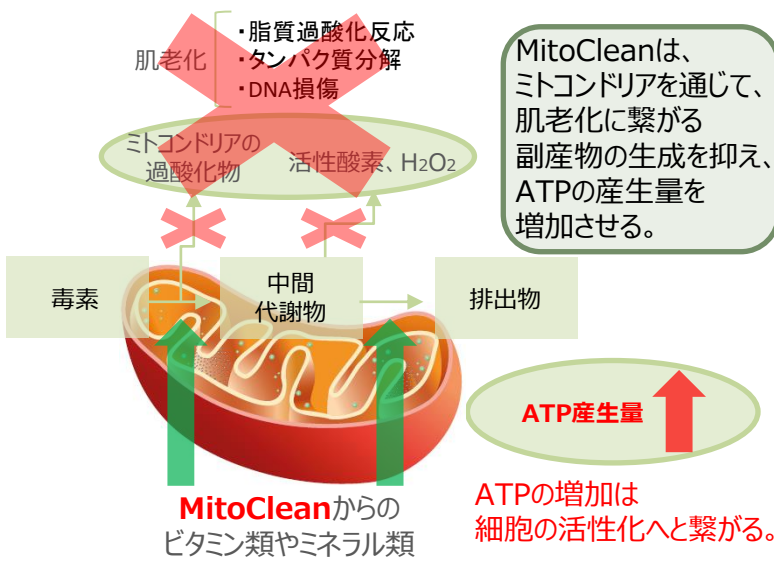 肌老化
・脂質過酸化反応
・タンパク質分解
・DNA損傷
ミトコンドリアの
過酸化物
活性酸素、H₂O₂
MitoCleanは、
ミトコンドリアを通じて、
肌老化に繋がる
副産物の生成を抑え、
ATPの産生量を
増加させる。
毒素
中間
代謝物
排出物
ATP産生量
MitoCleanからの
ビタミン類やミネラル類
ATPの増加は
細胞の活性化へと繋がる。